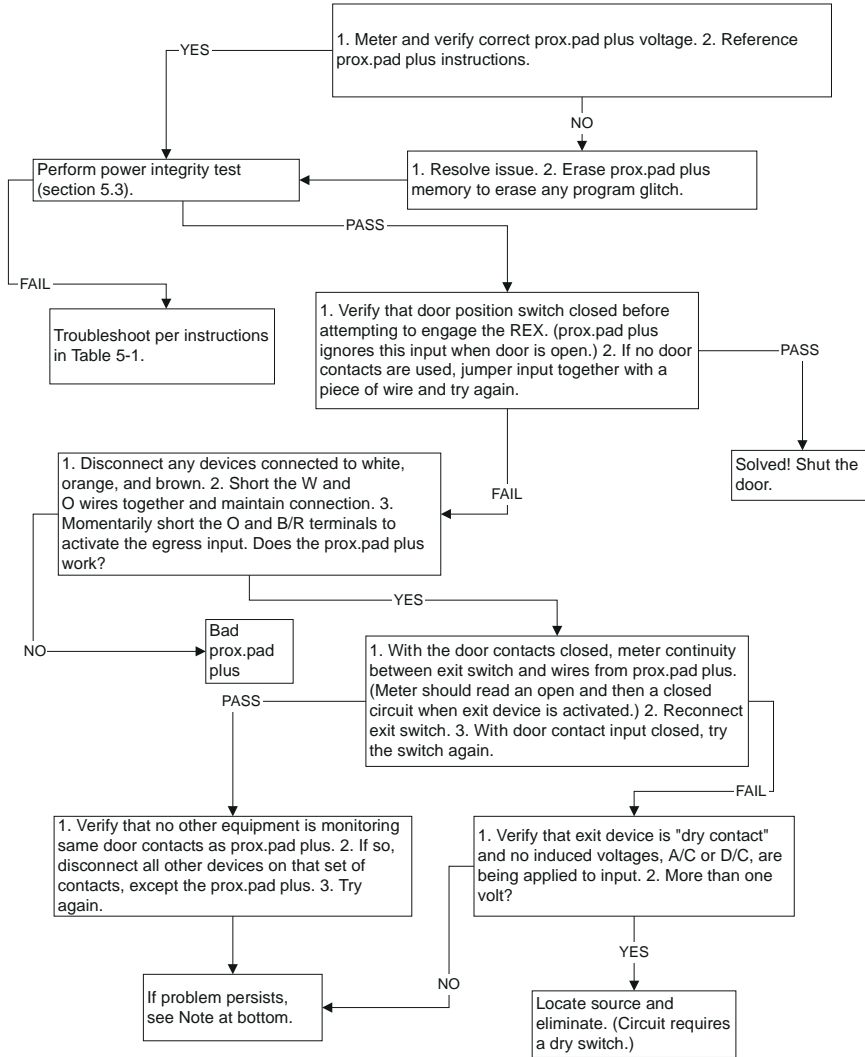 1. Meter and verify correct prox.pad plus voltage. 2. Reference
prox.pad plus instructions.
YES
NO
Perform power integrity test
(section 5.3).
1. Resolve issue. 2. Erase prox.pad plus
memory to erase any program glitch.
PASS
FAIL
Troubleshoot per instructions
in Table 5-1.
1. Verify that door position switch closed before
attempting to engage the REX. (prox.pad plus
ignores this input when door is open.) 2. If no door
contacts are used, jumper input together with a
piece of wire and try again.
PASS
Solved! Shut the
door.
FAIL
1. Disconnect any devices connected to white,
orange, and brown. 2. Short the W and
O wires together and maintain connection. 3.
Momentarily short the O and B/R terminals to
activate the egress input. Does the prox.pad plus
work?
YES
NO
Bad
prox.pad
plus
1. With the door contacts closed, meter continuity
between exit switch and wires from prox.pad plus.
(Meter should read an open and then a closed
circuit when exit device is activated.) 2. Reconnect
exit switch. 3. With door contact input closed, try
the switch again.
PASS
FAIL
1. Verify that no other equipment is monitoring
same door contacts as prox.pad plus. 2. If so,
disconnect all other devices on that set of
contacts, except the prox.pad plus. 3. Try
again.
1. Verify that exit device is "dry contact"
and no induced voltages, A/C or D/C, are
being applied to input. 2. More than one
volt?
YES
NO
If problem persists,
see Note at bottom.
Locate source and
eliminate. (Circuit requires
a dry switch.)